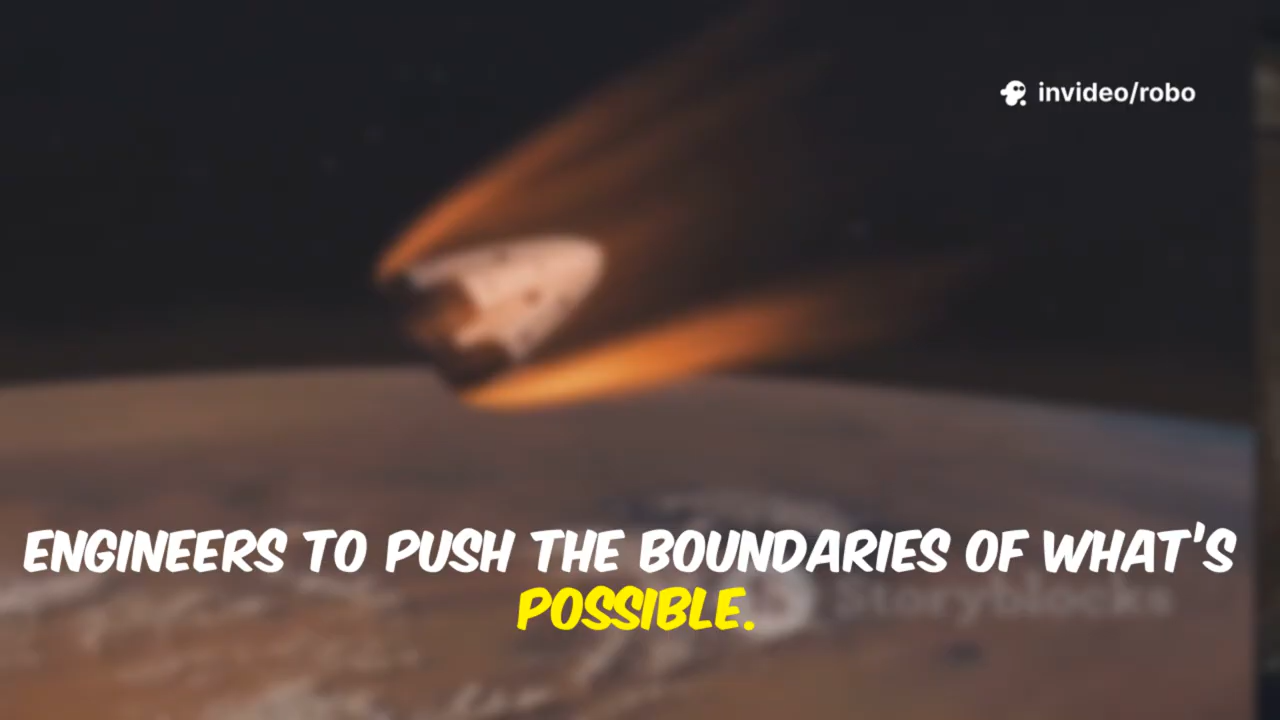 invideo/robo
ENGINEERS TO PUSH THE BOUNDARIES OF WHAT'S
POSSIBLE.
Storyblocks